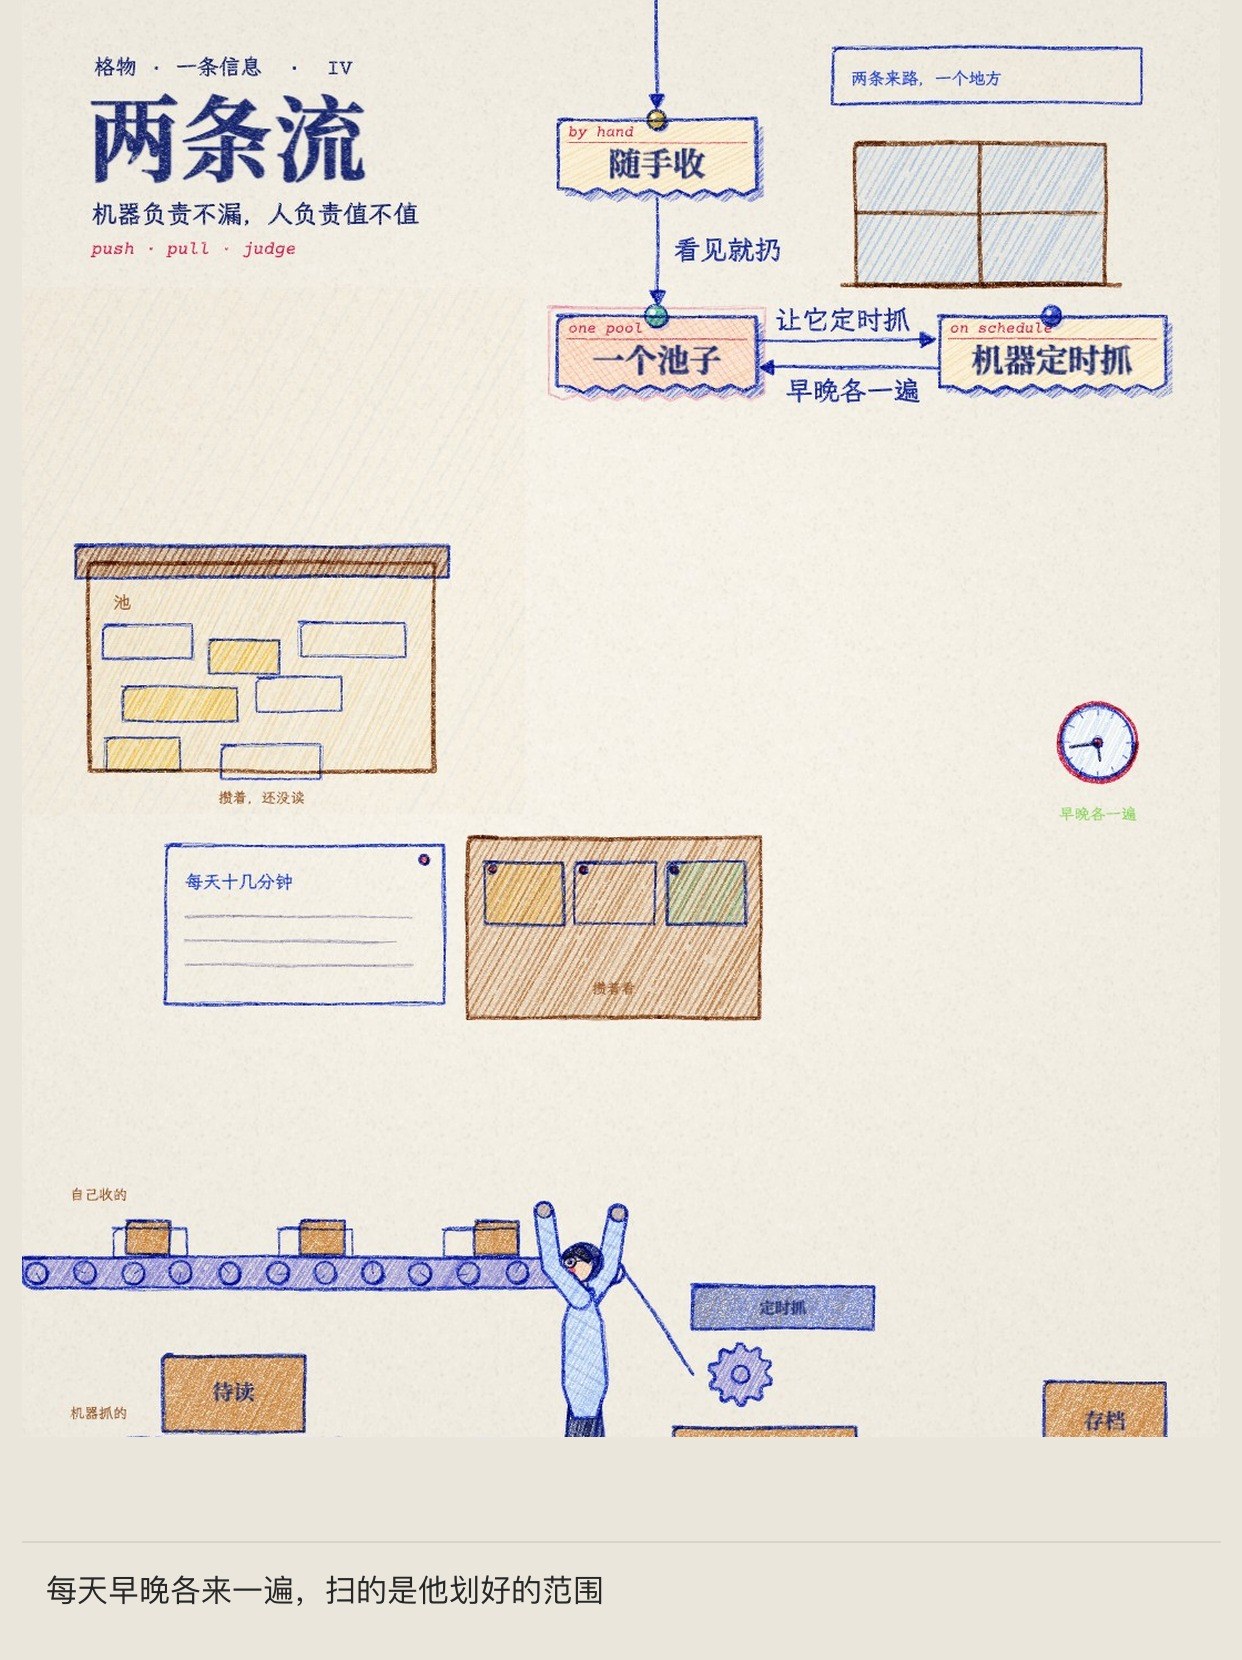 格物 · 一条信息 · IV
两条流
机器负责不漏，人负责值不值
push · pull · judge
两条来路，一个地方
by hand
随手收
看见就扔
one pool
一个池子
让它定时抓
早晚各一遍
on schedule
机器定时抓
池
攒着，还没读
早晚各一遍
每天十几分钟
攒着看
自己收的
定时抓
待读
机器抓的
存档
每天早晚各来一遍，扫的是他划好的范围